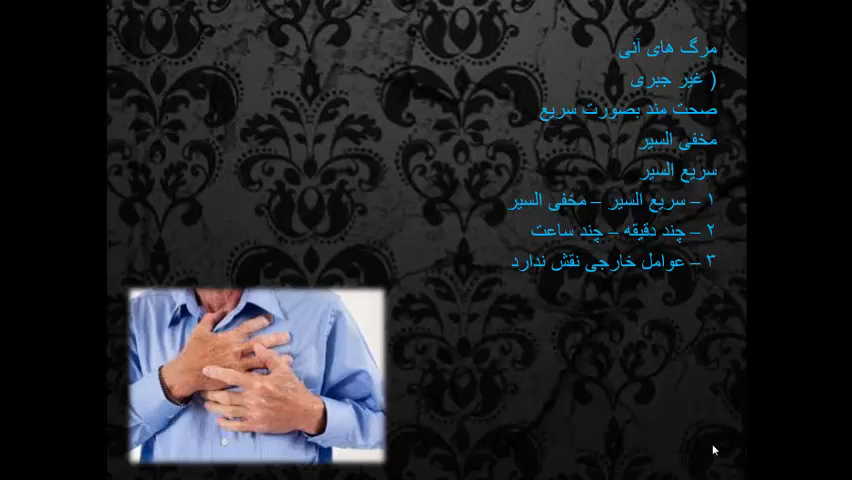 مرگ های آنی
( غیر جبری
صحت مند بصورت سریع
مخفی السیر
سریع السیر
۱ – سریع السیر – مخفی السیر
۲ – چند دقیقه – چند ساعت
۳ – عوامل خارجی نقش ندارد